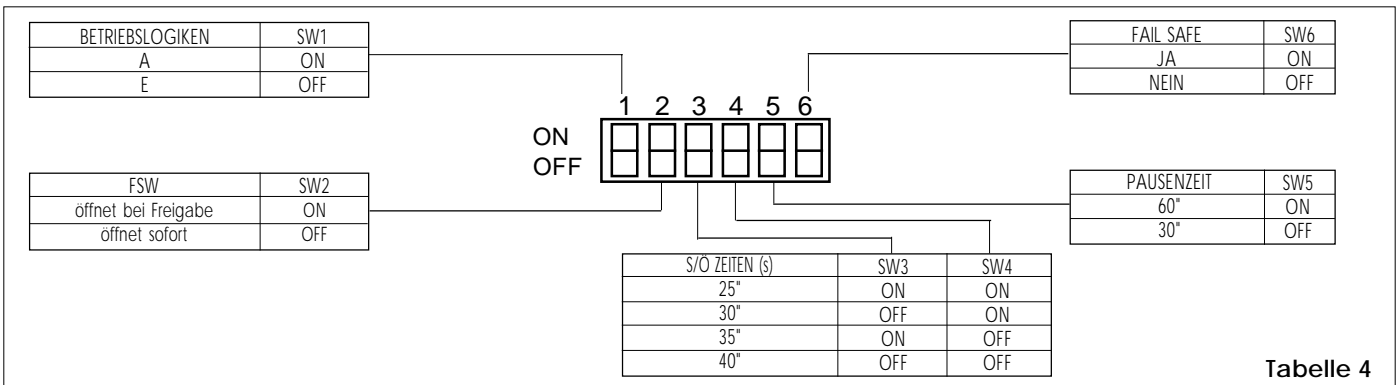 BETRIEBSLOGIKEN SW1
A ON
E OFF
FAIL SAFE SW6
JA ON
NEIN OFF
1 2 3 4 5 6
ON
OFF
FSW SW2
öffnet bei Freigabe ON
öffnet sofort OFF
PAUSENZEIT SW5
60" ON
30" OFF
S/Ö ZEITEN (s) SW3 SW4
25" ON ON
30" OFF ON
35" ON OFF
40" OFF OFF
Tabelle 4